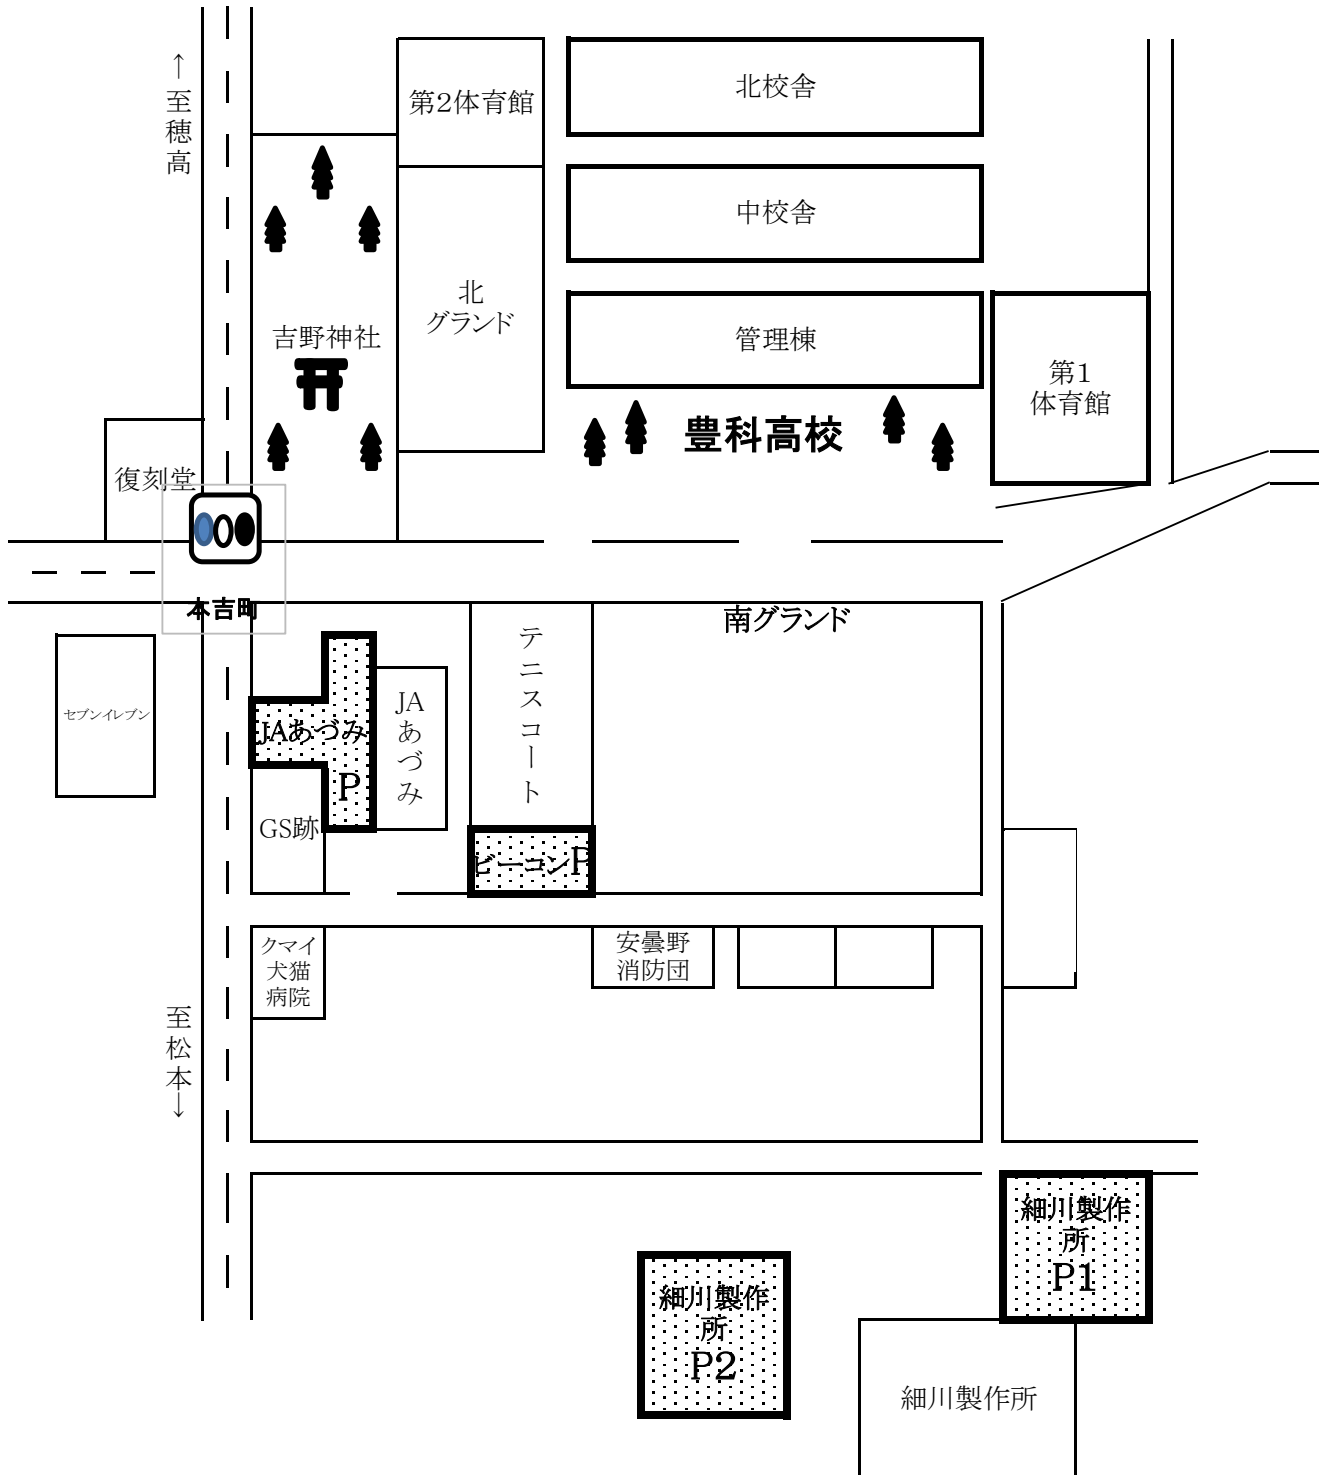 ↑至穂高
第2体育館
北校舎
中校舎
北
グランド
吉野神社
管理棟
第1
体育館
豊科高校
復刻堂
本吉町
南グランド
セブンイレブン
JAあづみ
P
JAあづみ
テニスコート
GS跡
ビーコンP
クマイ
犬猫
病院
安曇野
消防団
至松本↓
細川製作
所
P1
細川製作
所
P2
細川製作所